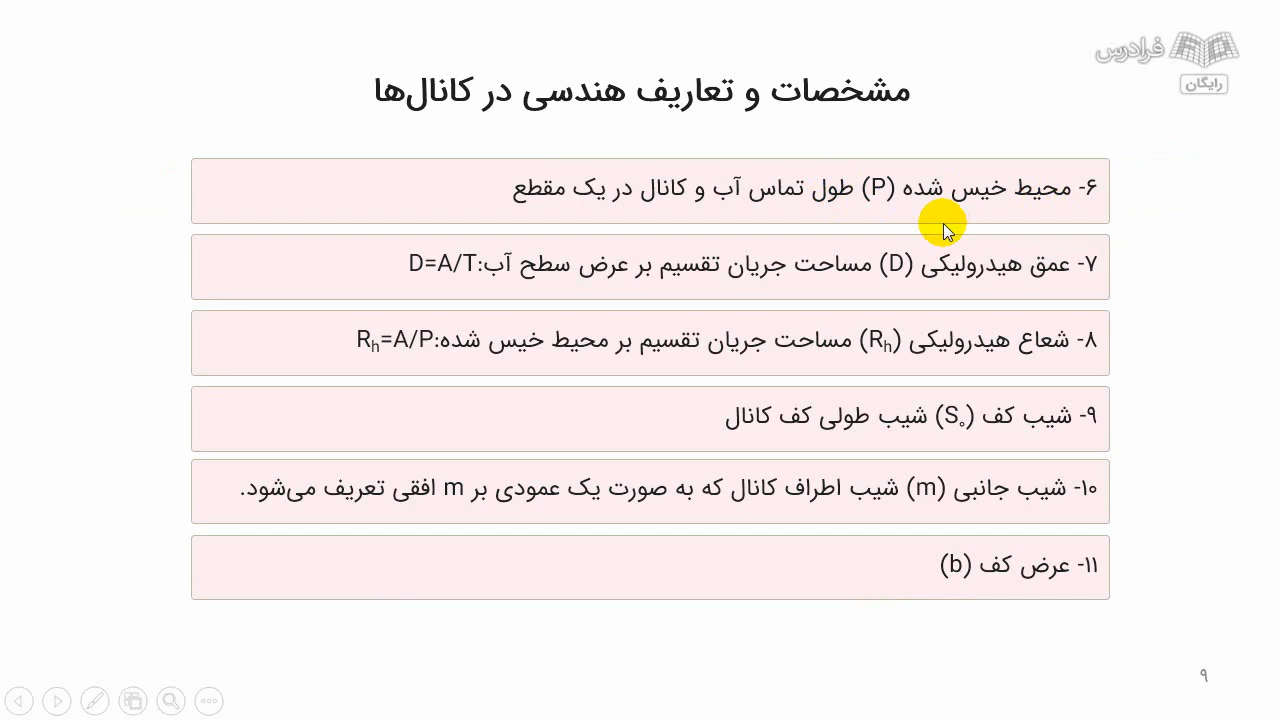 فرادرس
رایگان
مشخصات و تعاریف هندسی در کانال‌ها
۶- محیط خیس شده (P) طول تماس آب و کانال در یک مقطع
۷- عمق هیدرولیکی (D) مساحت جریان تقسیم بر عرض سطح آب:D=A/T
۸- شعاع هیدرولیکی (Rh) مساحت جریان تقسیم بر محیط خیس شده:Rh=A/P
۹- شیب کف (S۰) شیب طولی کف کانال
۱۰- شیب جانبی (m) شیب اطراف کانال که به صورت یک عمودی بر m افقی تعریف می‌شود.
۱۱- عرض کف (b)
۹